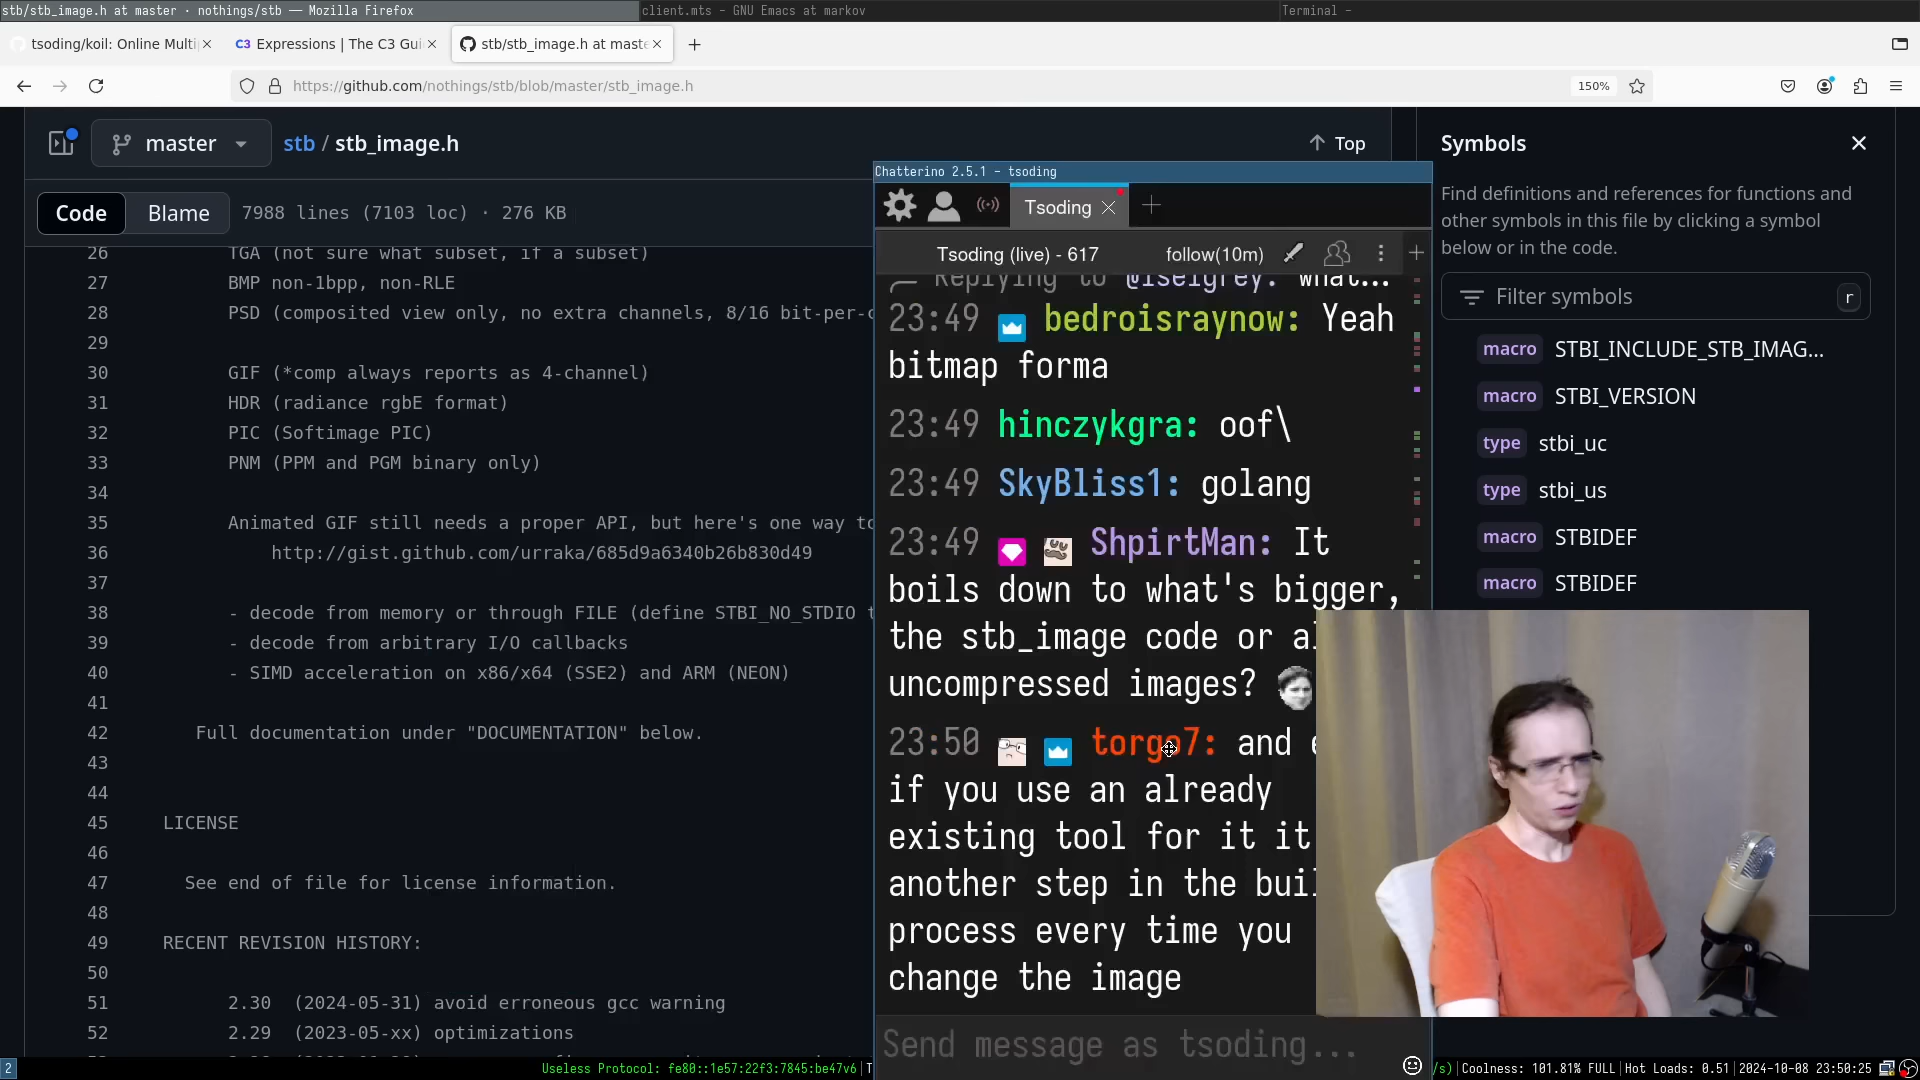 stb/stb_image.h at master · nothings/stb — Mozilla Firefox
client.mts - GNU Emacs at markov
Terminal -
tsoding/koil: Online Multi
Expressions | The C3 Gui
stb/stb_image.h at maste
https://github.com/nothings/stb/blob/master/stb_image.h
150%
master
stb / stb_image.h
Top
Code
Blame
7988 lines (7103 loc) · 276 KB
26 TGA (not sure what subset, if a subset)
27 BMP non-1bpp, non-RLE
28 PSD (composited view only, no extra channels, 8/16 bit-per-c
29
30 GIF (*comp always reports as 4-channel)
31 HDR (radiance rgbE format)
32 PIC (Softimage PIC)
33 PNM (PPM and PGM binary only)
34
35 Animated GIF still needs a proper API, but here's one way to
36 http://gist.github.com/urraka/685d9a6340b26b830d49
37
38 - decode from memory or through FILE (define STBI_NO_STDIO t
39 - decode from arbitrary I/O callbacks
40 - SIMD acceleration on x86/x64 (SSE2) and ARM (NEON)
41
42 Full documentation under "DOCUMENTATION" below.
43
44
45 LICENSE
46
47 See end of file for license information.
48
49 RECENT REVISION HISTORY:
50
51 2.30 (2024-05-31) avoid erroneous gcc warning
52 2.29 (2023-05-xx) optimizations
Chatterino 2.5.1 - tsoding
Tsoding
Tsoding (live) - 617
follow(10m)
Replying to @iseigrey: what...
23:49 bedroisraynow: Yeah
bitmap forma
23:49 hinczykgra: oof\
23:49 SkyBliss1: golang
23:49 ShpirtMan: It
boils down to what's bigger,
the stb_image code or al
uncompressed images?
23:50 torgo7: and e
if you use an already
existing tool for it it
another step in the buil
process every time you
change the image
Send message as tsoding...
Symbols
Find definitions and references for functions and
other symbols in this file by clicking a symbol
below or in the code.
Filter symbols
r
macro STBI_INCLUDE_STB_IMAG...
macro STBI_VERSION
type stbi_uc
type stbi_us
macro STBIDEF
macro STBIDEF
2
Useless Protocol: fe80::1e57:22f3:7845:be47v6 |T
/s)|Coolness: 101.81% FULL|Hot Loads: 0.51|2024-10-08 23:50:25